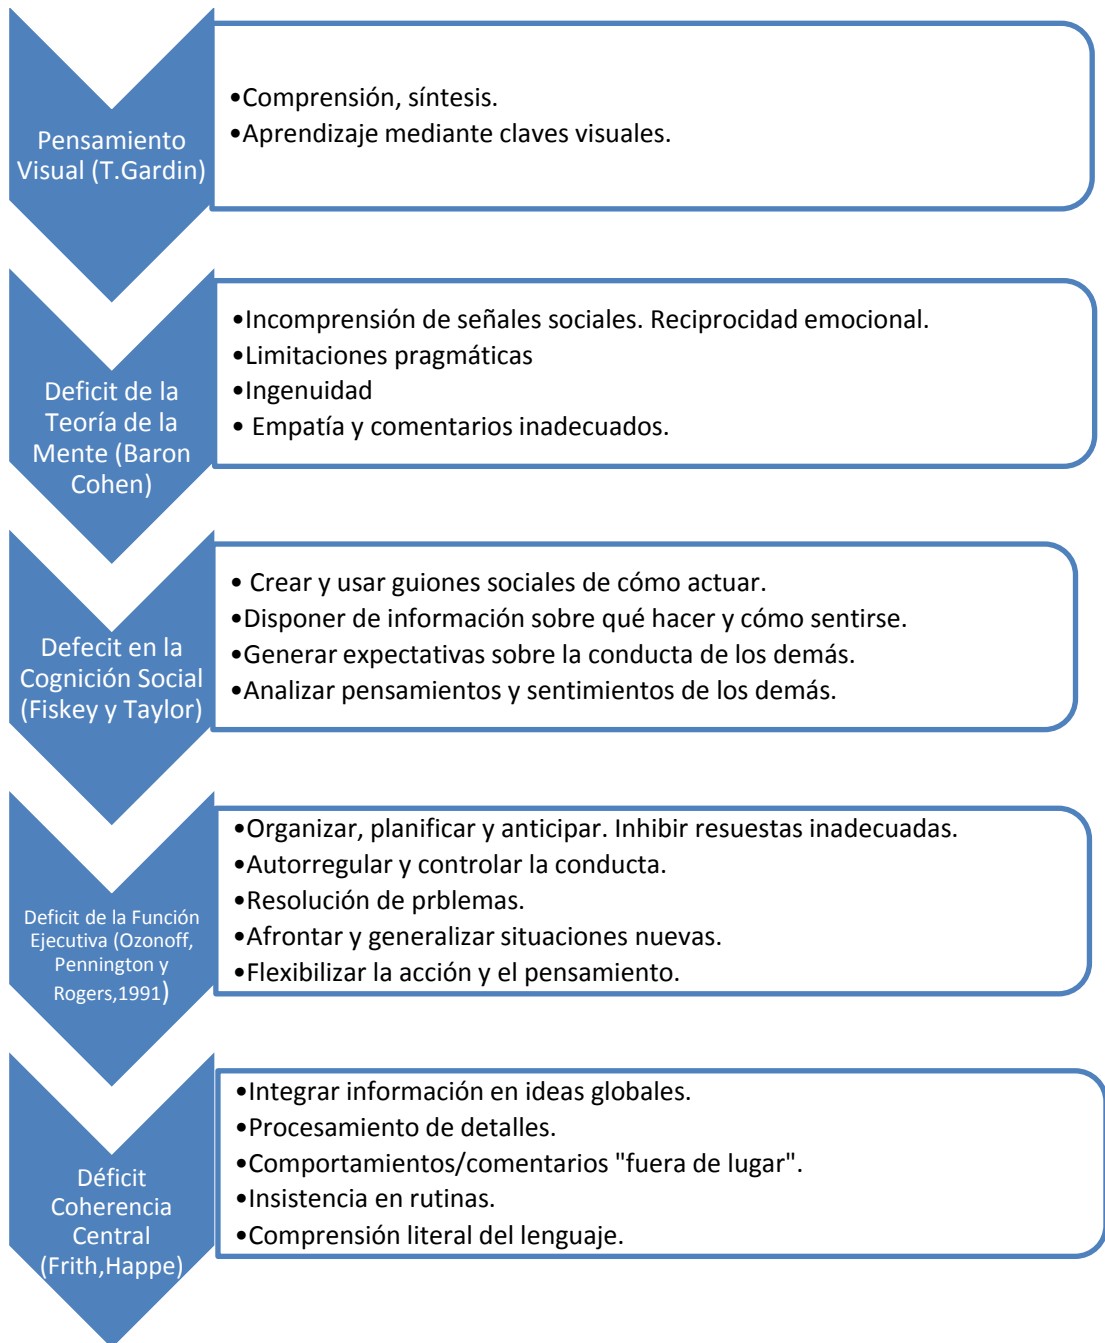 Pensamiento
Visual (T.Gardin)
•Comprensión, síntesis.
•Aprendizaje mediante claves visuales.
Deficit de la
Teoría de la
Mente (Baron
Cohen)
•Incomprensión de señales sociales. Reciprocidad emocional.
•Limitaciones pragmáticas
•Ingenuidad
• Empatía y comentarios inadecuados.
Defecit en la
Cognición Social
(Fiskey y Taylor)
• Crear y usar guiones sociales de cómo actuar.
•Disponer de información sobre qué hacer y cómo sentirse.
•Generar expectativas sobre la conducta de los demás.
•Analizar pensamientos y sentimientos de los demás.
Deficit de la Función
Ejecutiva (Ozonoff,
Pennington y
Rogers,1991)
•Organizar, planificar y anticipar. Inhibir resuestas inadecuadas.
•Autorregular y controlar la conducta.
•Resolución de prblemas.
•Afrontar y generalizar situaciones nuevas.
•Flexibilizar la acción y el pensamiento.
Déficit
Coherencia
Central
(Frith,Happe)
•Integrar información en ideas globales.
•Procesamiento de detalles.
•Comportamientos/comentarios "fuera de lugar".
•Insistencia en rutinas.
•Comprensión literal del lenguaje.